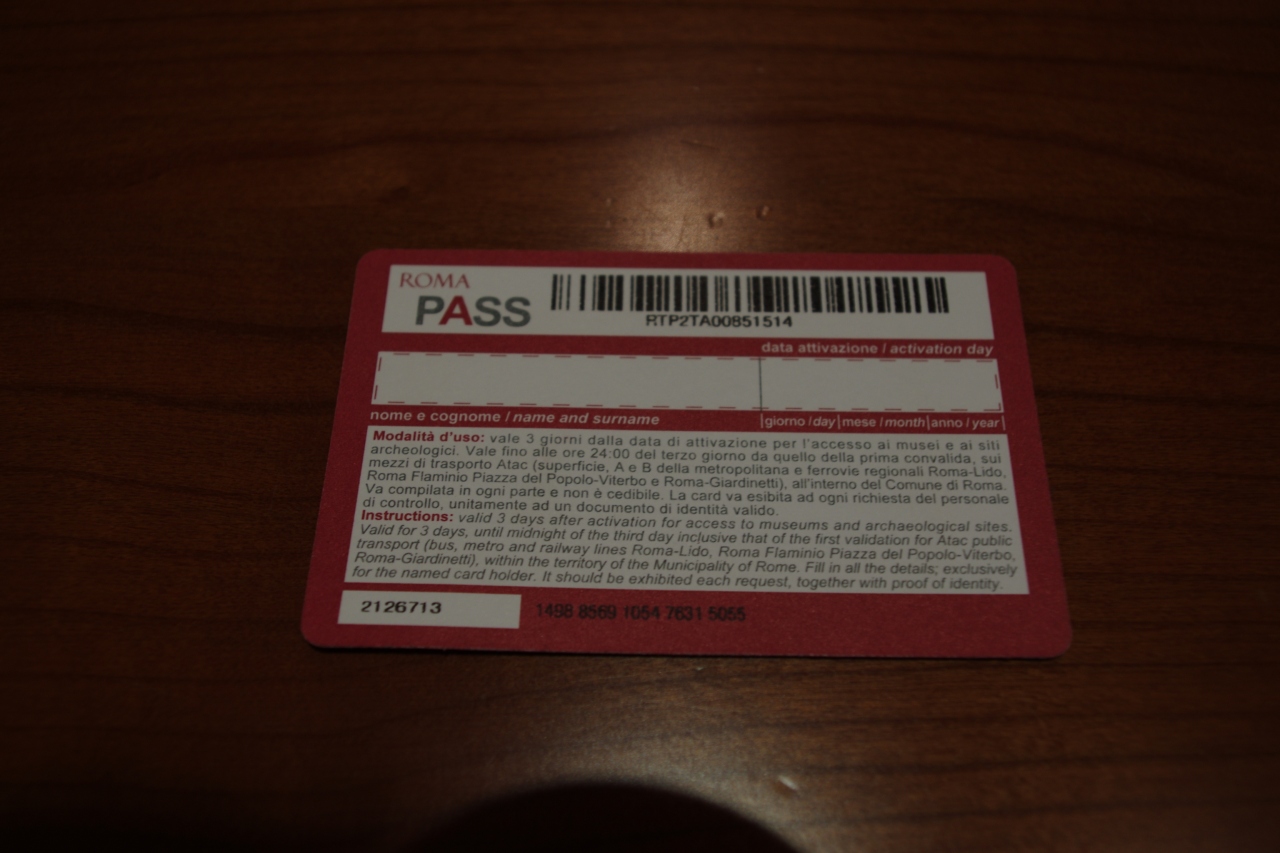 ROMA
PASS
RTP2TA00851514
data attivazione / activation day
nome e cognome / name and surname
giorno / day mese / month anno / year
Modalità d'uso: vale 3 giorni dalla data di attivazione per l'accesso ai musei e ai siti
archeologici. Vale fino alle ore 24:00 del terzo giorno da quello della prima convalida, sui
mezzi di trasporto Atac (superficie, A e B della metropolitana e ferrovie regionali Roma-Lido,
Roma Flaminio Piazza del Popolo-Viterbo e Roma-Giardinetti), all'interno del Comune di Roma.
Va compilata in ogni parte e non è cedibile. La card va esibita ad ogni richiesta del personale
di controllo, unitamente ad un documento di identità valido.
Instructions: valid 3 days after activation for access to museums and archaeological sites.
Valid for 3 days, until midnight of the third day inclusive that of the first validation for Atac public
transport (bus, metro and railway lines Roma-Lido, Roma Flaminio Piazza del Popolo-Viterbo,
Roma-Giardinetti), within the territory of the Municipality of Rome. Fill in all the details; exclusively
for the named card holder. It should be exhibited each request, together with proof of identity.
2126713
1498 8569 1054 7631 5055